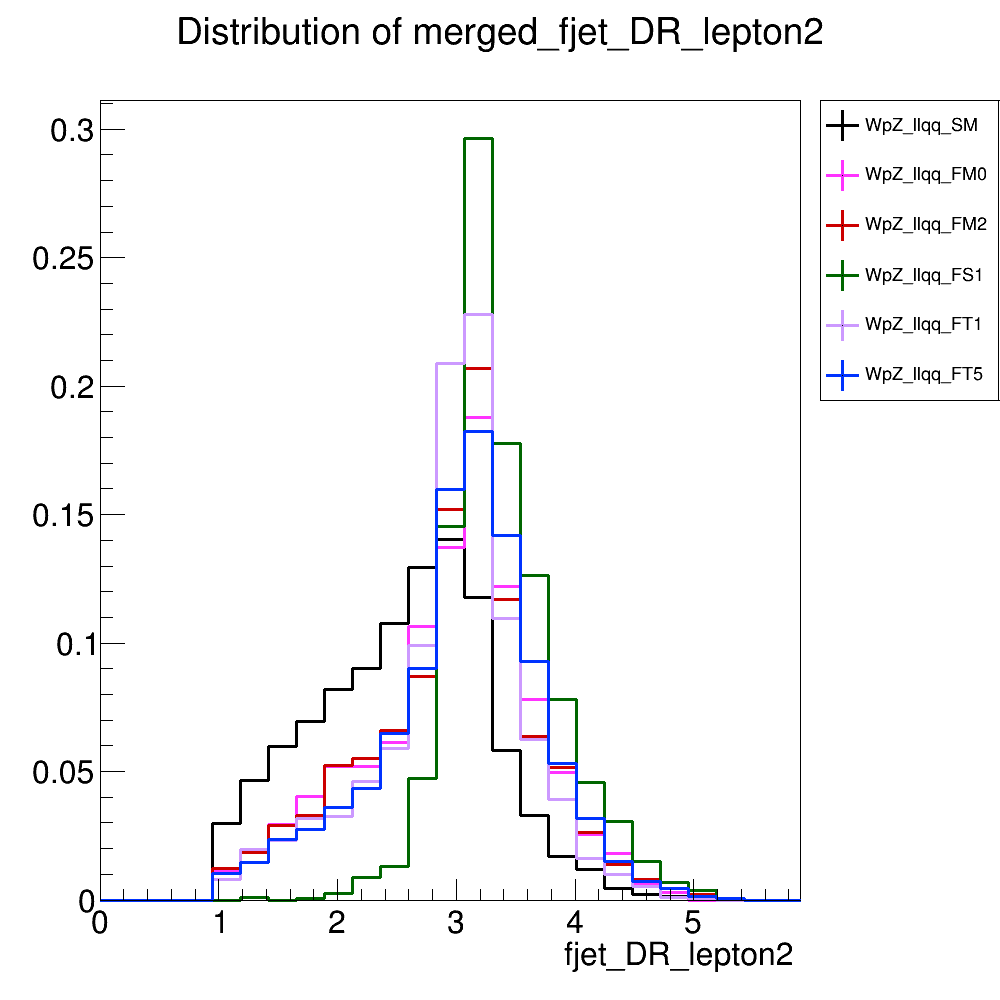 Distribution of merged_fjet_DR_lepton2
0.3
0.25
0.2
0.15
0.1
0.05
0
0 1 2 3 4 5
fjet_DR_lepton2
WpZ_llqq_SM
WpZ_llqq_FM0
WpZ_llqq_FM2
WpZ_llqq_FS1
WpZ_llqq_FT1
WpZ_llqq_FT5